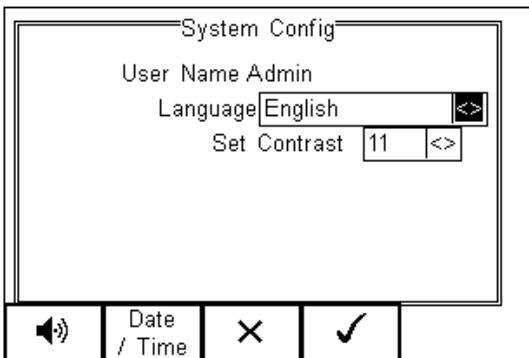 System Config
User Name Admin
Language English <>
Set Contrast 11 <>
Date
/ Time